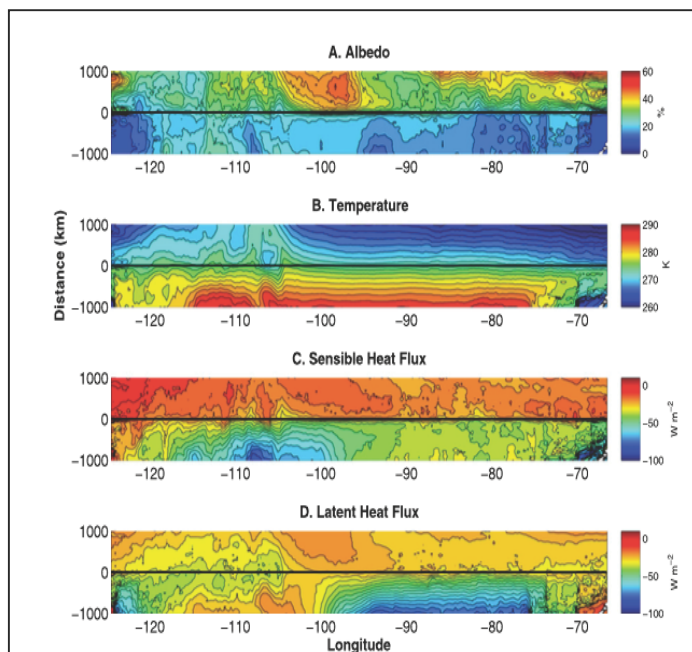 A. Albedo
1000
0
−1000
−120 −110 −100 −90 −80 −70
60
40
20
0
%
B. Temperature
1000
0
−1000
−120 −110 −100 −90 −80 −70
290
280
270
260
K
Distance (km)
C. Sensible Heat Flux
1000
0
−1000
−120 −110 −100 −90 −80 −70
0
−50
−100
W m⁻²
D. Latent Heat Flux
1000
0
−1000
−120 −110 −100 −90 −80 −70
0
−50
−100
W m⁻²
Longitude